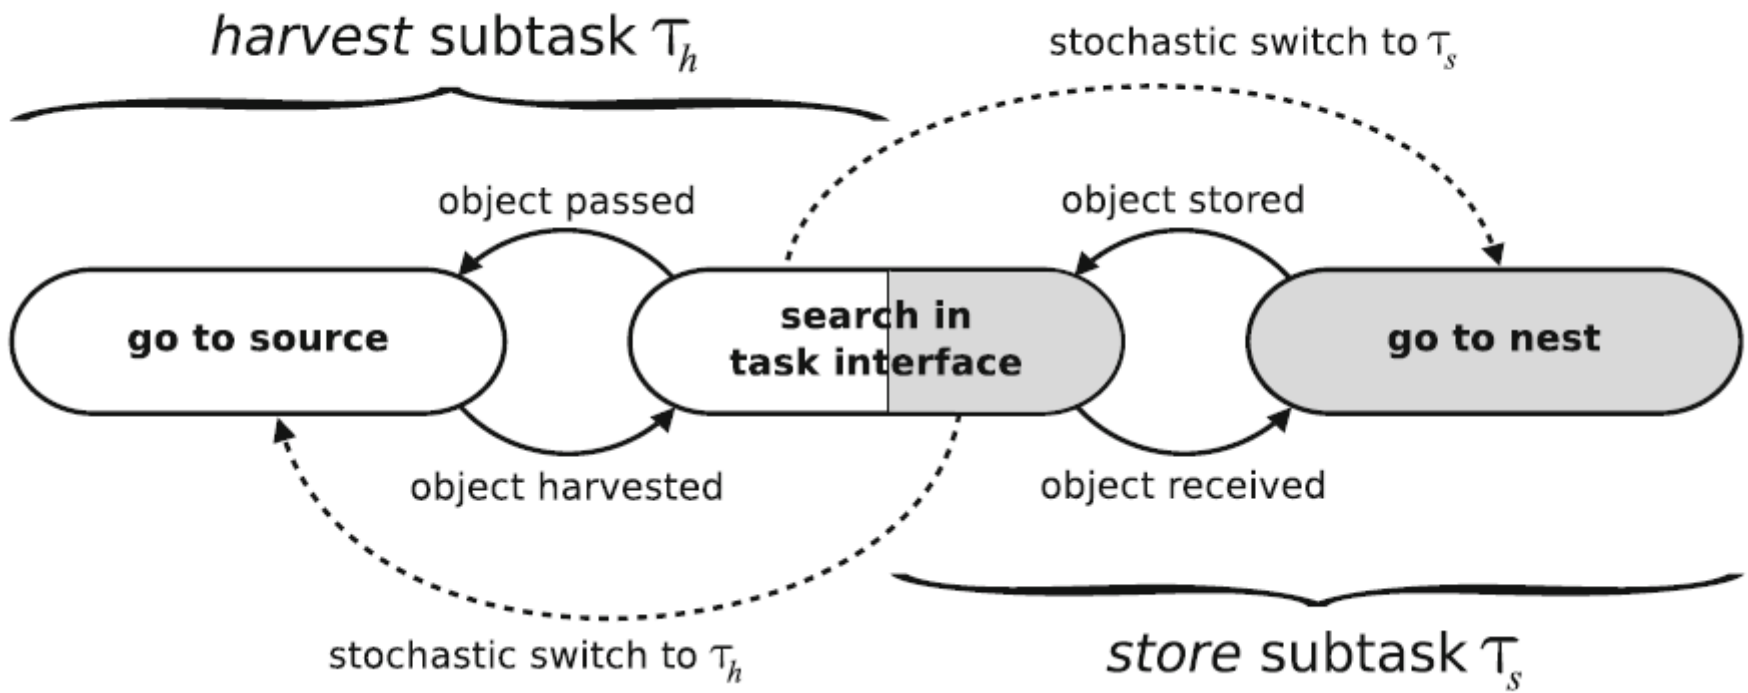 harvest subtask τh
stochastic switch to τs
object passed
object stored
go to source
search in
task interface
go to nest
object harvested
object received
stochastic switch to τh
store subtask τs